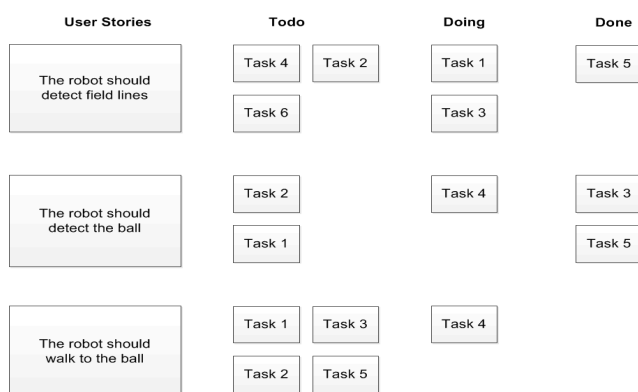 User Stories Todo Doing Done
Task 4 Task 2 Task 1 Task 5
The robot should
detect field lines
Task 6 Task 3
Task 2 Task 4 Task 3
The robot should
detect the ball
Task 1 Task 5
Task 1 Task 3 Task 4
The robot should
walk to the ball
Task 2 Task 5